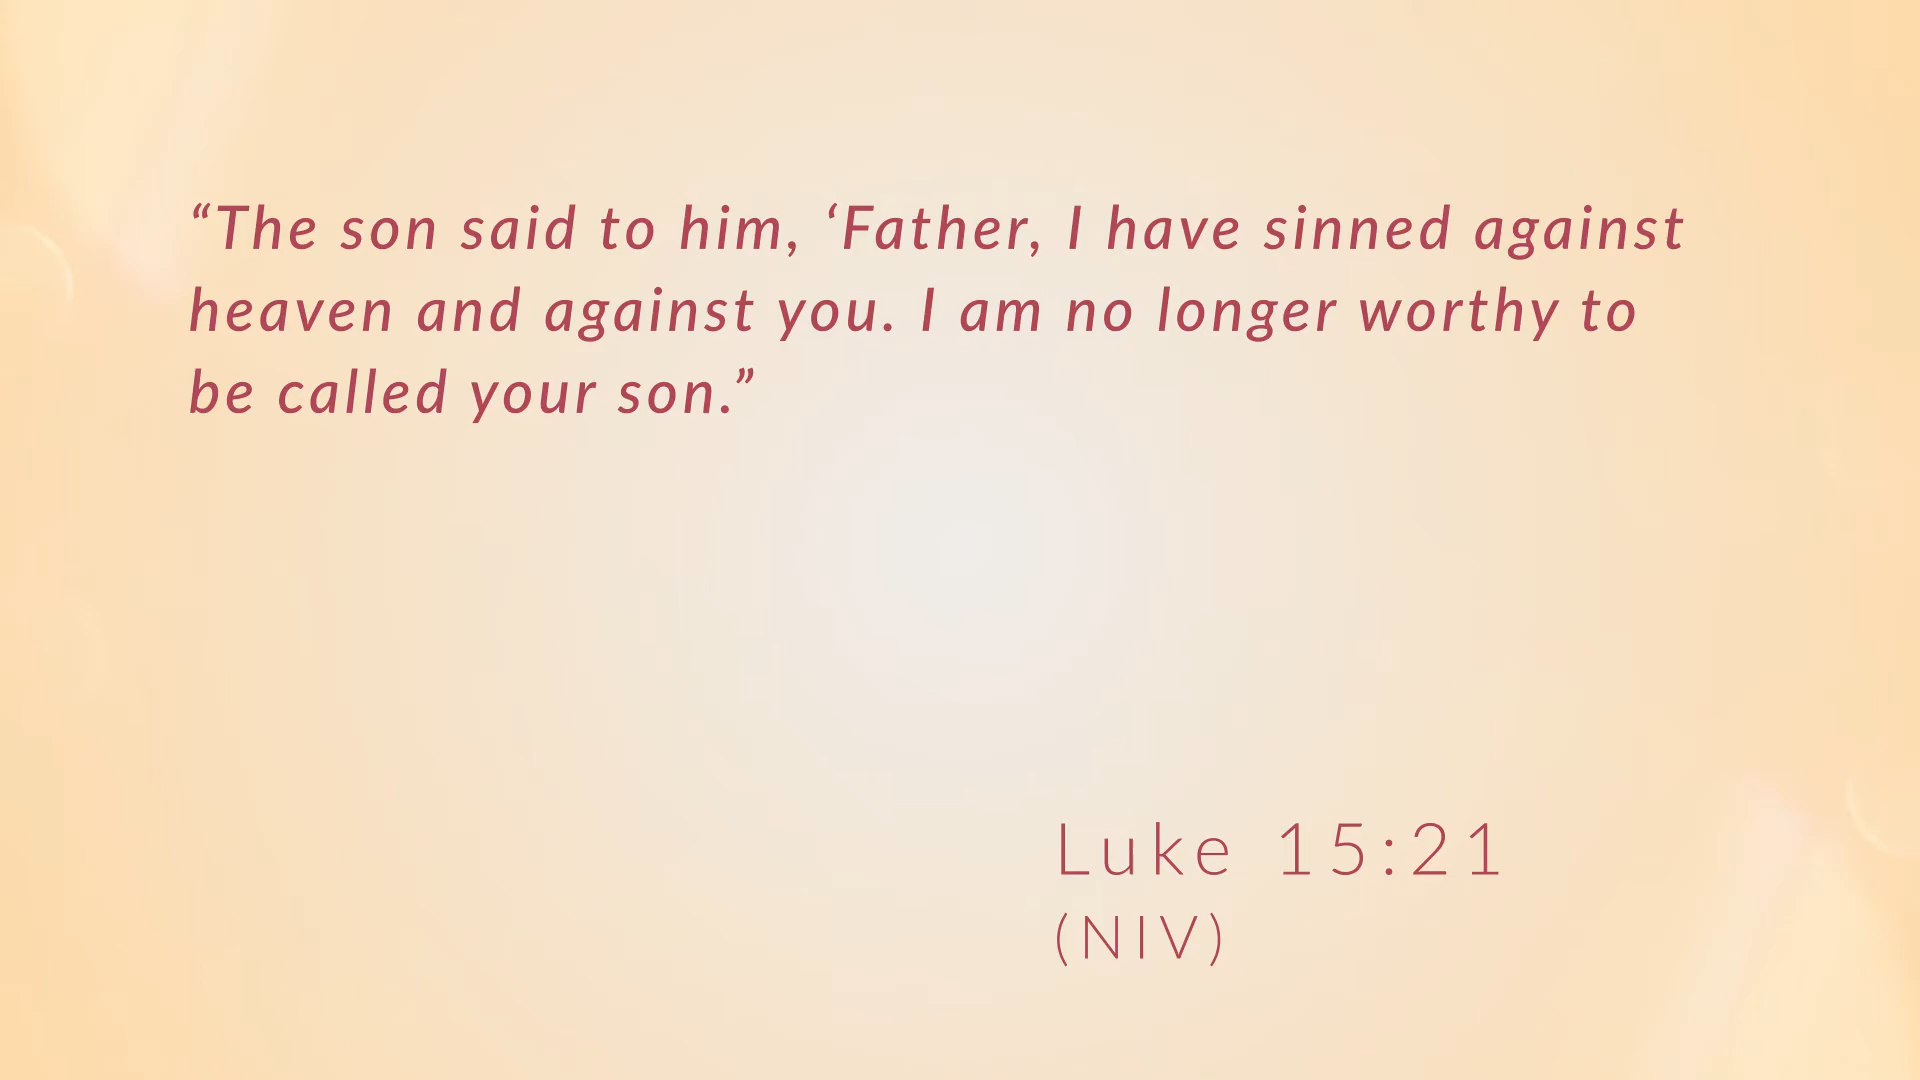 “The son said to him, ‘Father, I have sinned against
heaven and against you. I am no longer worthy to
be called your son.”
Luke 15:21
(NIV)